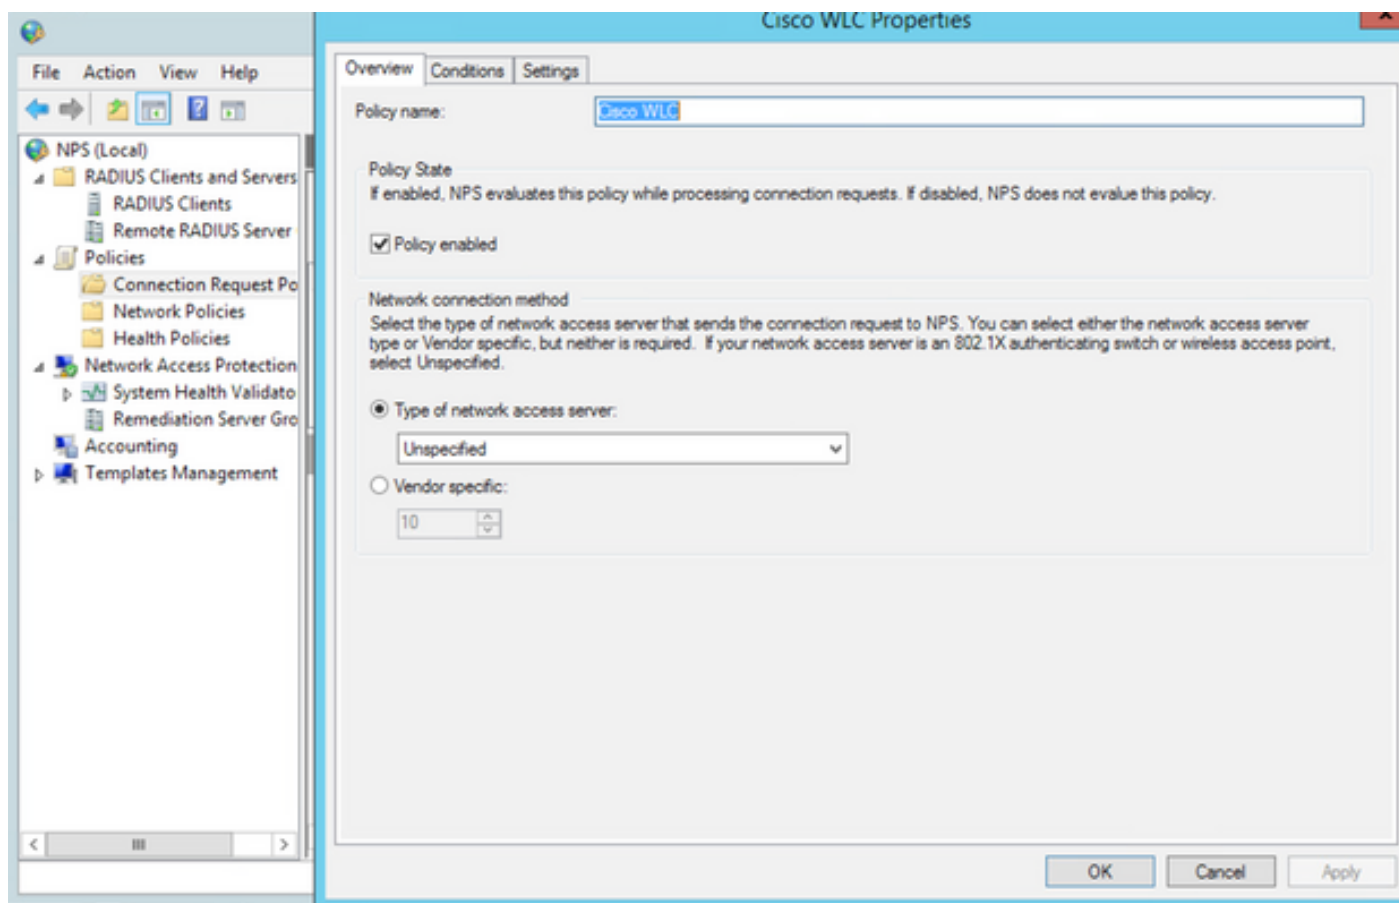 Cisco WLC Properties
File Action View Help
NPS (Local)
RADIUS Clients and Servers
RADIUS Clients
Remote RADIUS Server
Policies
Connection Request Po
Network Policies
Health Policies
Network Access Protection
System Health Validato
Remediation Server Gro
Accounting
Templates Management
Overview Conditions Settings
Policy name: Cisco WLC
Policy State
If enabled, NPS evaluates this policy while processing connection requests. If disabled, NPS does not evalue this policy.
Policy enabled
Network connection method
Select the type of network access server that sends the connection request to NPS. You can select either the network access server
type or Vendor specific, but neither is required. If your network access server is an 802.1X authenticating switch or wireless access point,
select Unspecified.
Type of network access server:
Unspecified
Vendor specific:
10
OK Cancel Apply